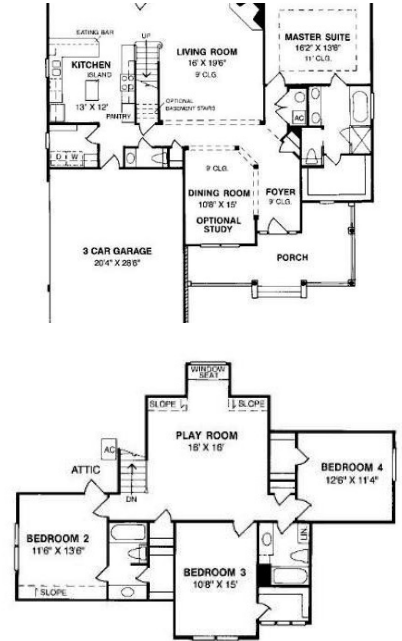 EATING BAR
KITCHEN
ISLAND
13' X 12'
PANTRY
UP
OPTIONAL
BASEMENT STAIRS
LIVING ROOM
16' X 19'6"
9' CLG.
MASTER SUITE
16'2" X 13'8"
11' CLG.
AC
D W
9' CLG.
DINING ROOM
10'8" X 15'
OPTIONAL
STUDY
FOYER
9' CLG.
3 CAR GARAGE
20'4" X 28'8"
PORCH
WINDOW
SEAT
SLOPE
SLOPE
PLAY ROOM
16' X 16'
AC
ATTIC
DN
BEDROOM 4
12'6" X 11'4"
BEDROOM 2
11'6" X 13'6"
SLOPE
LIN.
BEDROOM 3
10'8" X 15'